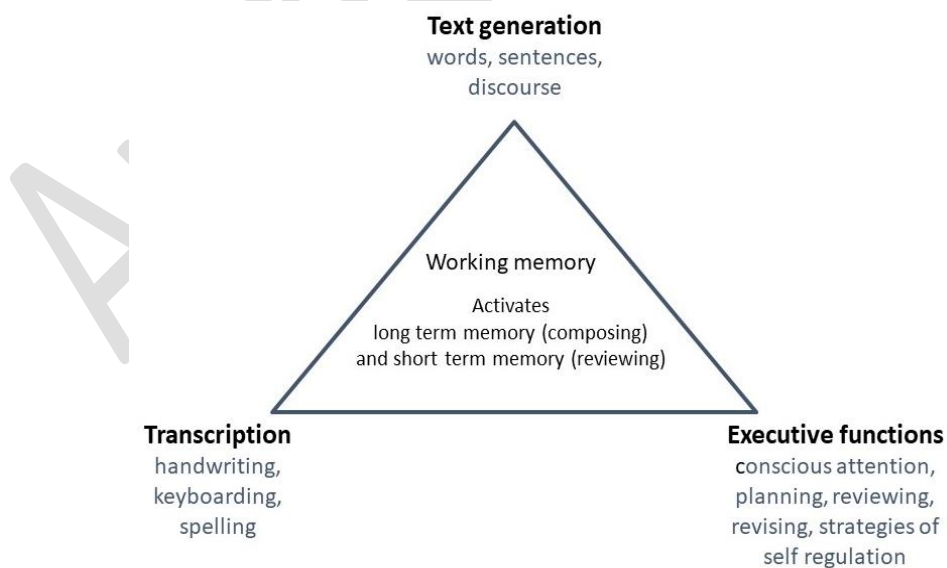 Text generation
words, sentences,
discourse
Working memory
Activates
long term memory (composing)
and short term memory (reviewing)
Transcription
handwriting,
keyboarding,
spelling
Executive functions
conscious attention,
planning, reviewing,
revising, strategies of
self regulation